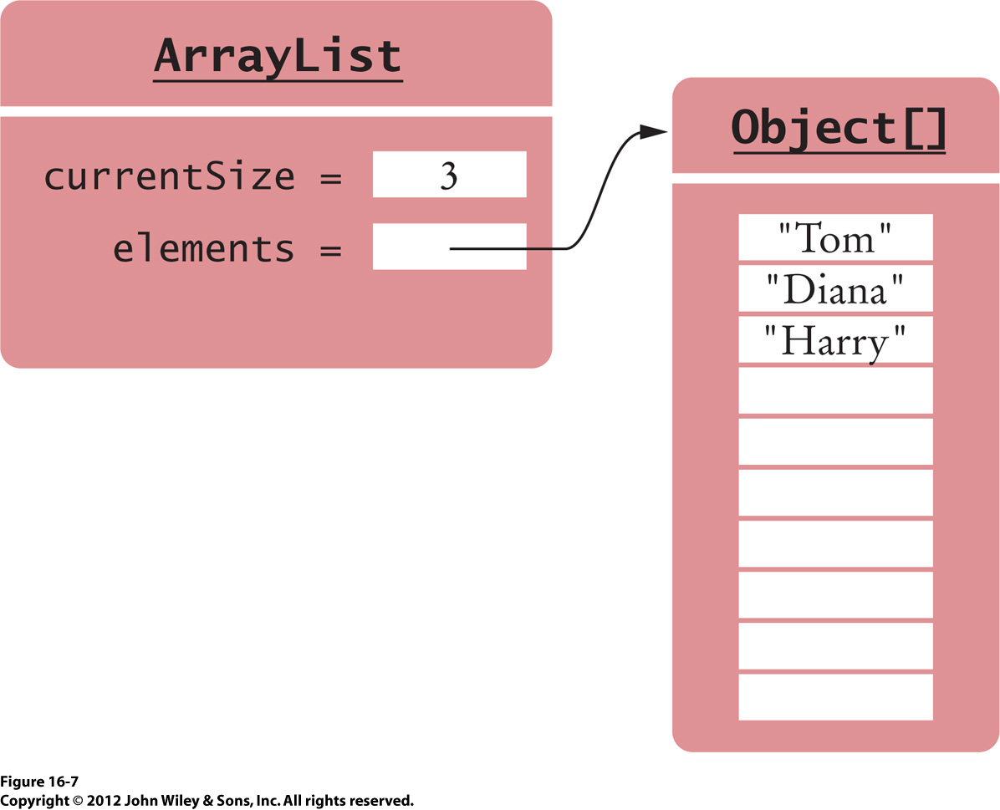 ArrayList
currentSize = 3
elements =
Object[]
"Tom"
"Diana"
"Harry"
Figure 16-7
Copyright © 2012 John Wiley & Sons, Inc. All rights reserved.